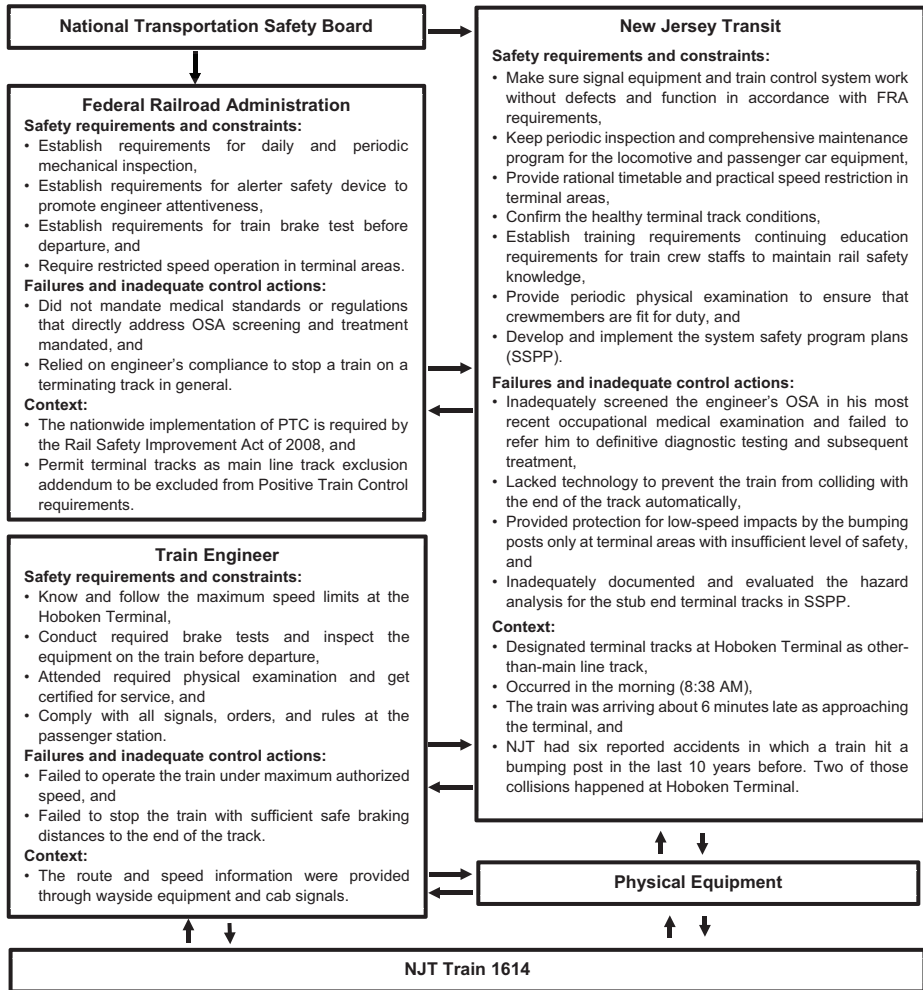 National Transportation Safety Board
Federal Railroad Administration
Safety requirements and constraints:
• Establish requirements for daily and periodic
mechanical inspection,
• Establish requirements for alerter safety device to
promote engineer attentiveness,
• Establish requirements for train brake test before
departure, and
• Require restricted speed operation in terminal areas.
Failures and inadequate control actions:
• Did not mandate medical standards or regulations
that directly address OSA screening and treatment
mandated, and
• Relied on engineer's compliance to stop a train on a
terminating track in general.
Context:
• The nationwide implementation of PTC is required by
the Rail Safety Improvement Act of 2008, and
• Permit terminal tracks as main line track exclusion
addendum to be excluded from Positive Train Control
requirements.
Train Engineer
Safety requirements and constraints:
• Know and follow the maximum speed limits at the
Hoboken Terminal,
• Conduct required brake tests and inspect the
equipment on the train before departure,
• Attended required physical examination and get
certified for service, and
• Comply with all signals, orders, and rules at the
passenger station.
Failures and inadequate control actions:
• Failed to operate the train under maximum authorized
speed, and
• Failed to stop the train with sufficient safe braking
distances to the end of the track.
Context:
• The route and speed information were provided
through wayside equipment and cab signals.
New Jersey Transit
Safety requirements and constraints:
• Make sure signal equipment and train control system work
without defects and function in accordance with FRA
requirements,
• Keep periodic inspection and comprehensive maintenance
program for the locomotive and passenger car equipment,
• Provide rational timetable and practical speed restriction in
terminal areas,
• Confirm the healthy terminal track conditions,
• Establish training requirements continuing education
requirements for train crew staffs to maintain rail safety
knowledge,
• Provide periodic physical examination to ensure that
crewmembers are fit for duty, and
• Develop and implement the system safety program plans
(SSPP).
Failures and inadequate control actions:
• Inadequately screened the engineer's OSA in his most
recent occupational medical examination and failed to
refer him to definitive diagnostic testing and subsequent
treatment,
• Lacked technology to prevent the train from colliding with
the end of the track automatically,
• Provided protection for low-speed impacts by the bumping
posts only at terminal areas with insufficient level of safety,
and
• Inadequately documented and evaluated the hazard
analysis for the stub end terminal tracks in SSPP.
Context:
• Designated terminal tracks at Hoboken Terminal as other-
than-main line track,
• Occurred in the morning (8:38 AM),
• The train was arriving about 6 minutes late as approaching
the terminal, and
• NJT had six reported accidents in which a train hit a
bumping post in the last 10 years before. Two of those
collisions happened at Hoboken Terminal.
Physical Equipment
NJT Train 1614